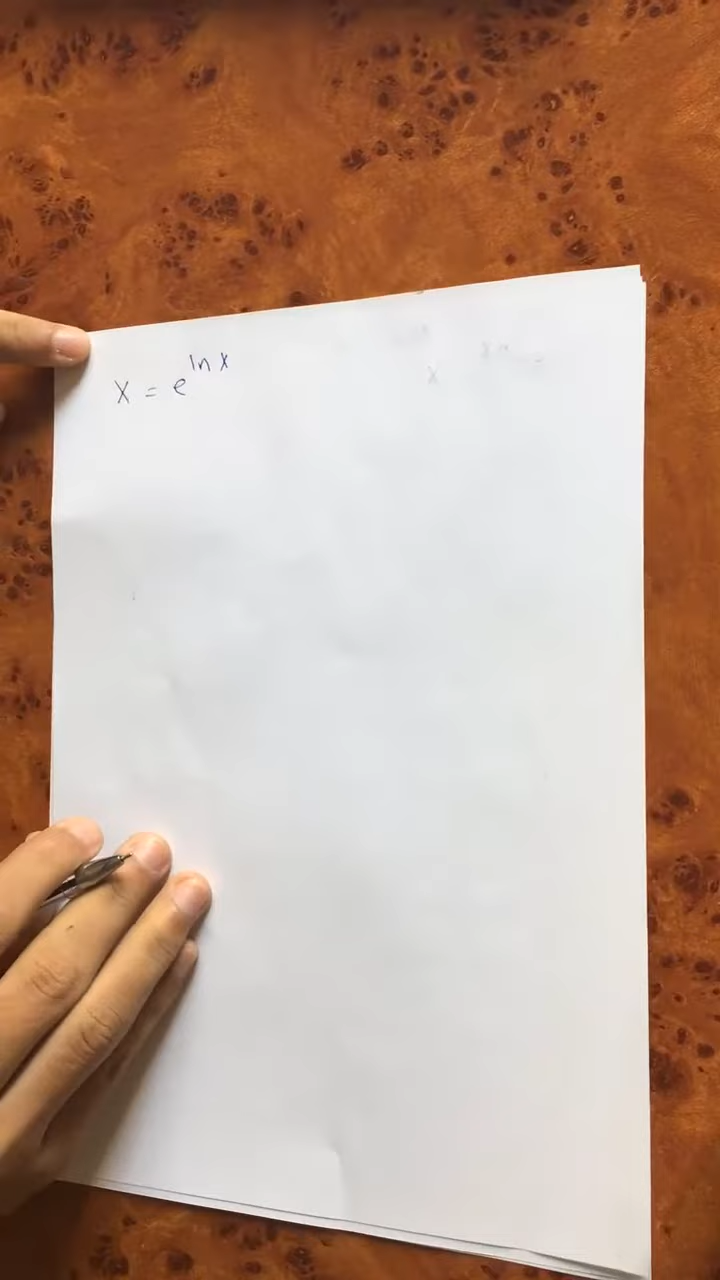 x = e^ln x